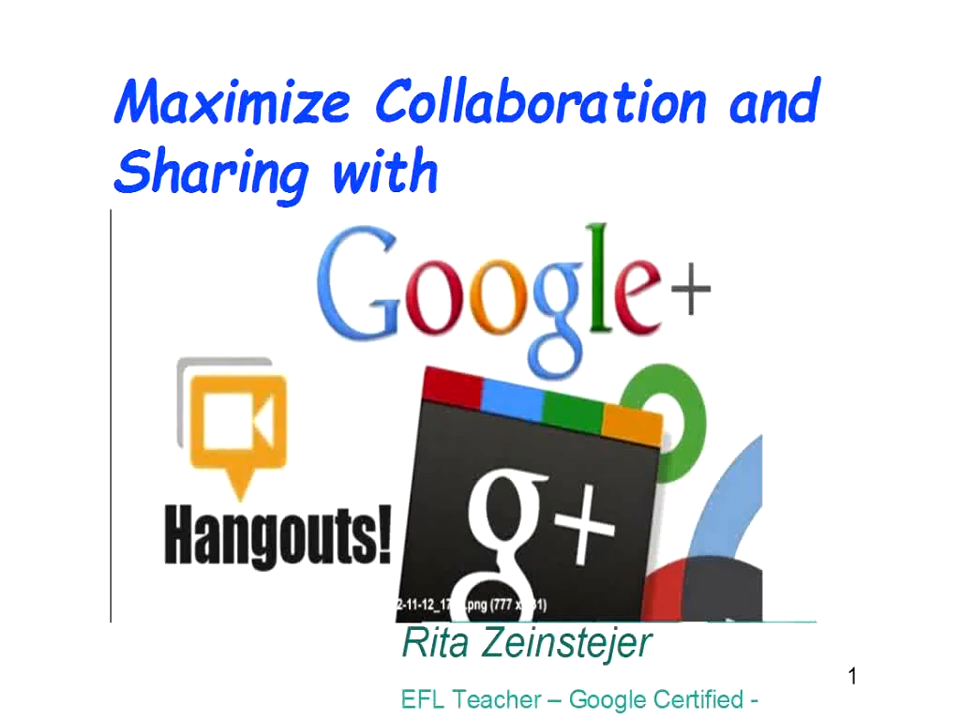 Maximize Collaboration and
Sharing with
Google+
g+
Hangouts!
Rita Zeinstejer
1
EFL Teacher – Google Certified -